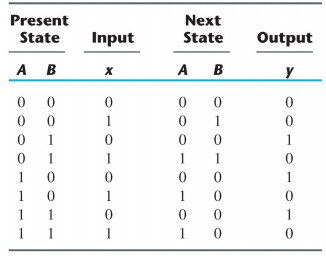 Present State Input Next State Output
A B x A B y
0 0 0 0 0 0
0 0 1 0 1 0
0 1 0 0 0 1
0 1 1 1 1 0
1 0 0 0 0 1
1 0 1 1 0 0
1 1 0 0 0 1
1 1 1 1 0 0